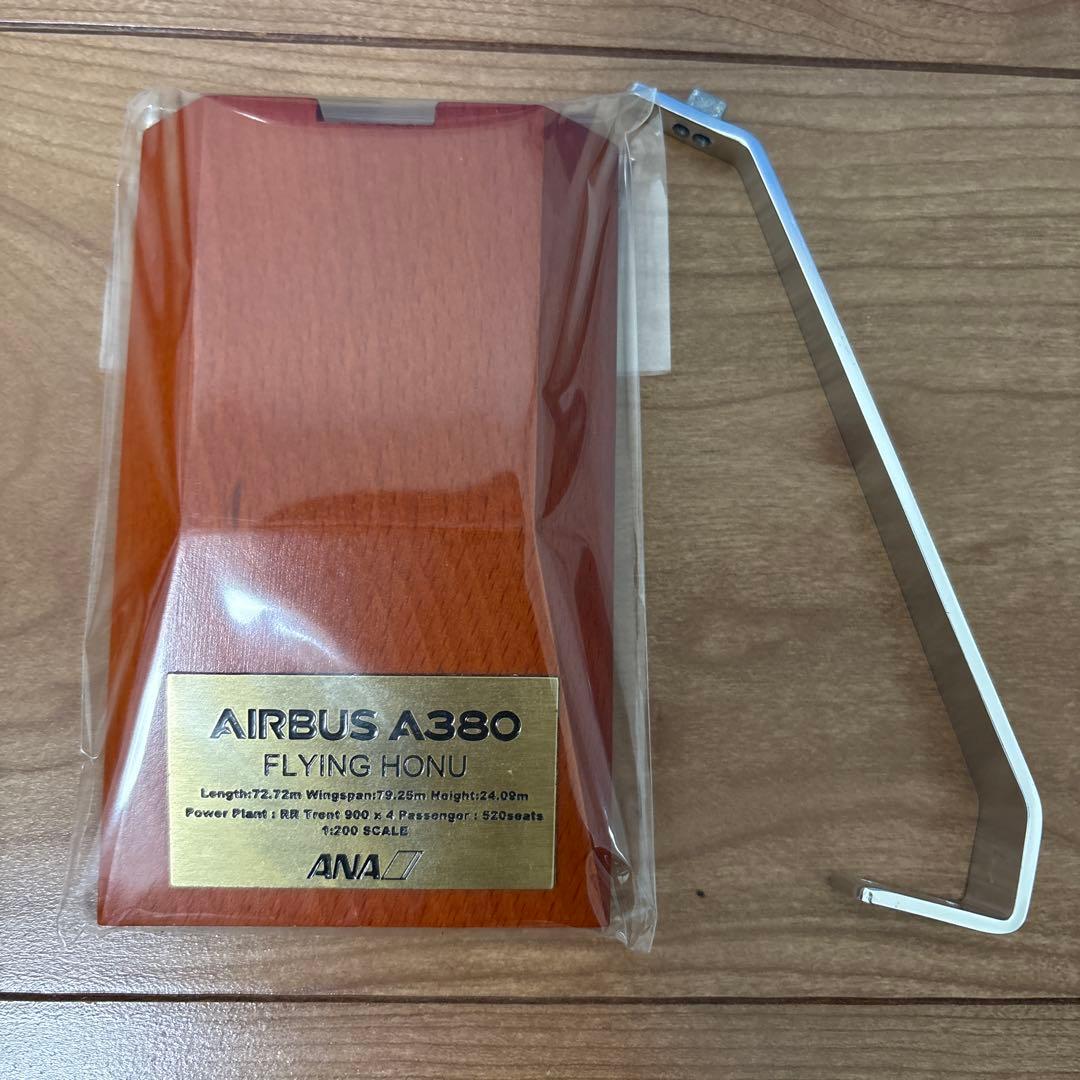 AIRBUS A380
FLYING HONU
Length:72.72m Wingspan:79.25m Height:24.09m
Power Plant : RR Trent 900 x 4 Passenger : 520seats
1:200 SCALE
ANA